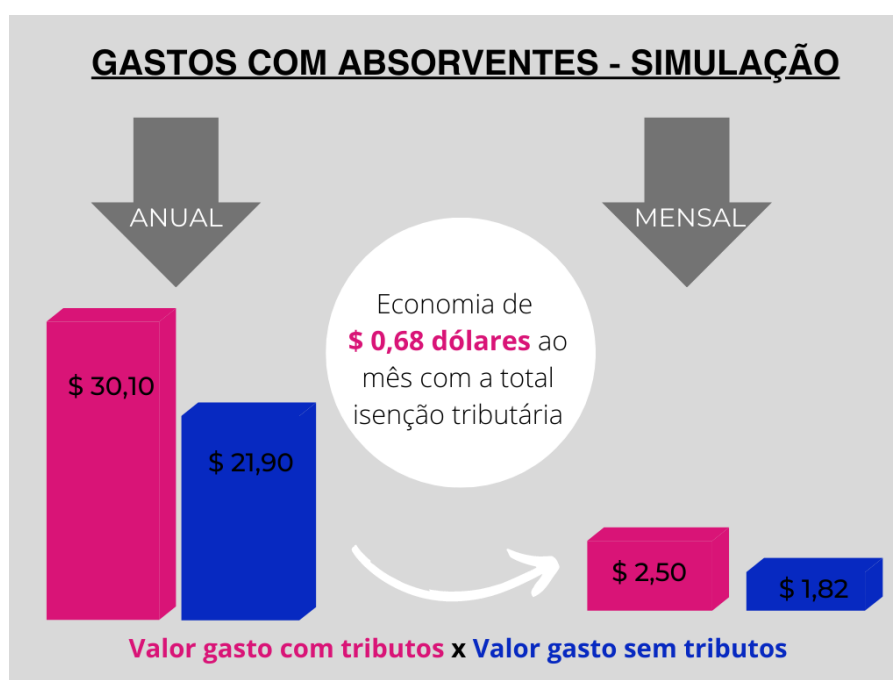 GASTOS COM ABSORVENTES - SIMULAÇÃO
ANUAL
MENSAL
Economia de
$ 0,68 dólares ao
mês com a total
isenção tributária
$ 30,10
$ 21,90
$ 2,50
$ 1,82
Valor gasto com tributos x Valor gasto sem tributos